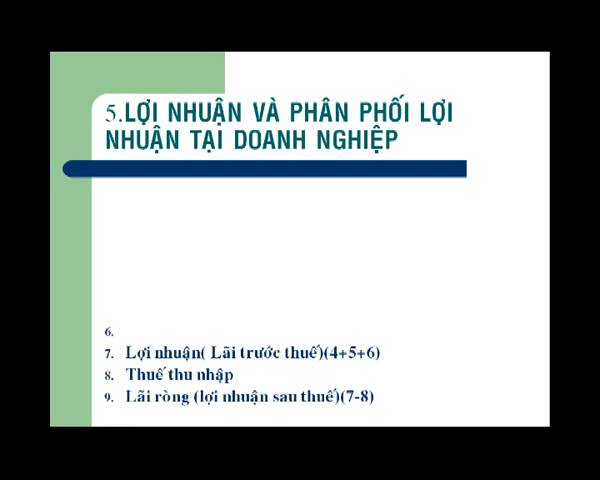 5.LỢI NHUẬN VÀ PHÂN PHỐI LỢI
NHUẬN TẠI DOANH NGHIỆP
6.
7. Lợi nhuận( Lãi trước thuế)(4+5+6)
8. Thuế thu nhập
9. Lãi ròng (lợi nhuận sau thuế)(7-8)